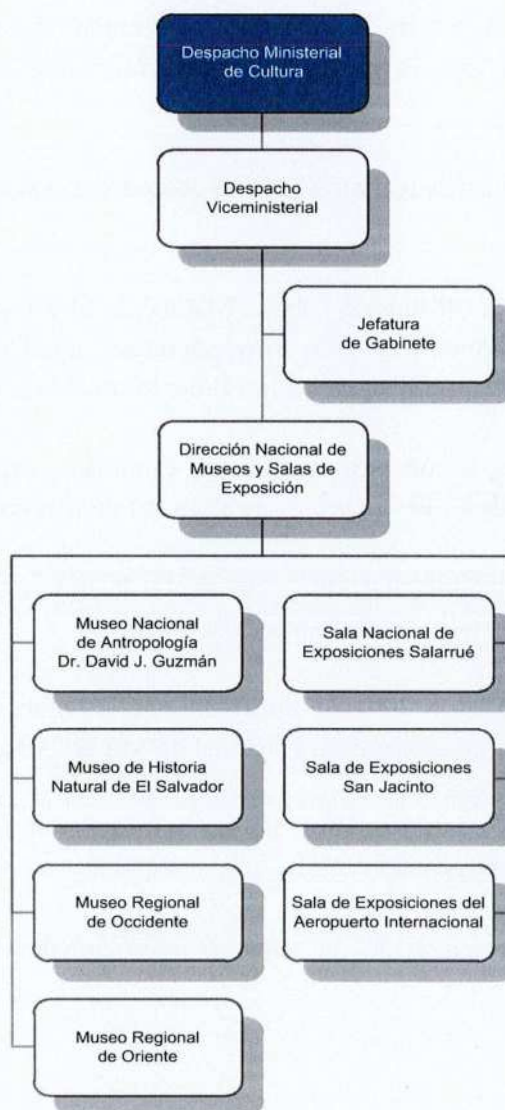 Despacho Ministerial
de Cultura
Despacho
Viceministerial
Jefatura
de Gabinete
Dirección Nacional de
Museos y Salas de
Exposición
Museo Nacional
de Antropología
Dr. David J. Guzmán
Sala Nacional de
Exposiciones Salarrué
Museo de Historia
Natural de El Salvador
Sala de Exposiciones
San Jacinto
Museo Regional
de Occidente
Sala de Exposiciones del
Aeropuerto Internacional
Museo Regional
de Oriente